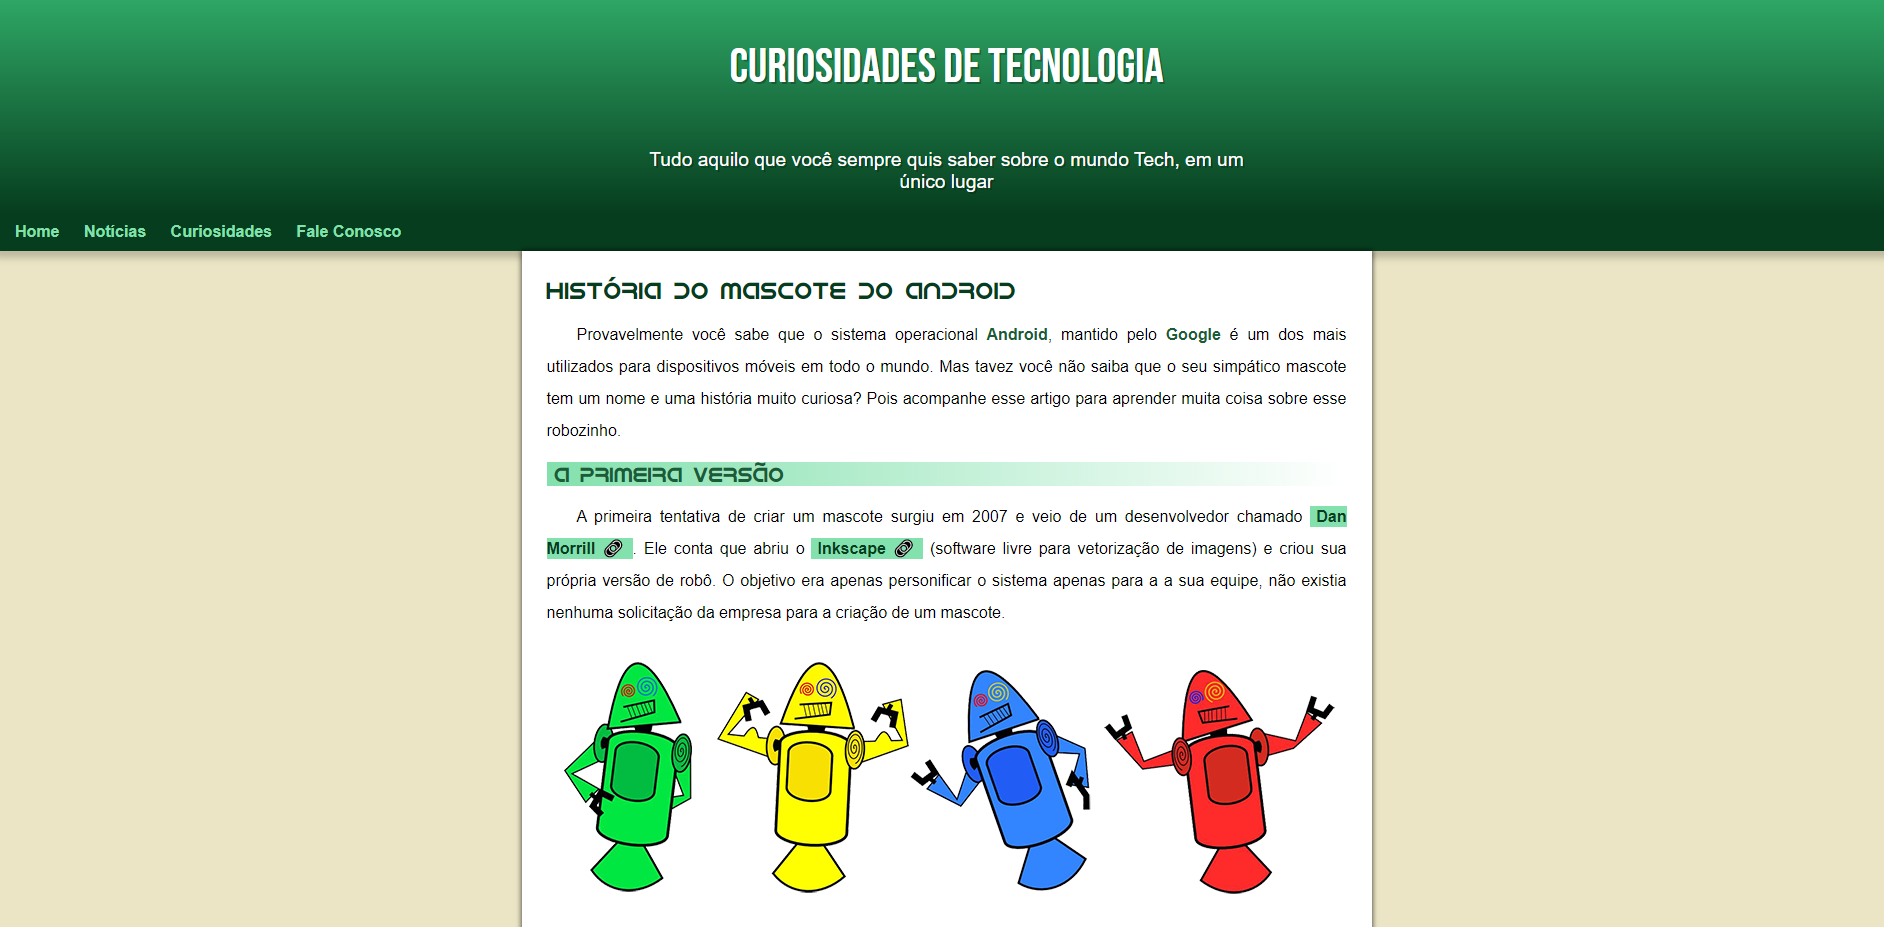 CURIOSIDADES DE TECNOLOGIA
Tudo aquilo que você sempre quis saber sobre o mundo Tech, em um
único lugar
Home Notícias Curiosidades Fale Conosco
História do Mascote do Android
Provavelmente você sabe que o sistema operacional Android, mantido pelo Google é um dos mais
utilizados para dispositivos móveis em todo o mundo. Mas tavez você não saiba que o seu simpático mascote
tem um nome e uma história muito curiosa? Pois acompanhe esse artigo para aprender muita coisa sobre esse
robozinho.
A primeira versão
A primeira tentativa de criar um mascote surgiu em 2007 e veio de um desenvolvedor chamado Dan
Morrill . Ele conta que abriu o Inkscape (software livre para vetorização de imagens) e criou sua
própria versão de robô. O objetivo era apenas personificar o sistema apenas para a a sua equipe, não existia
nenhuma solicitação da empresa para a criação de um mascote.